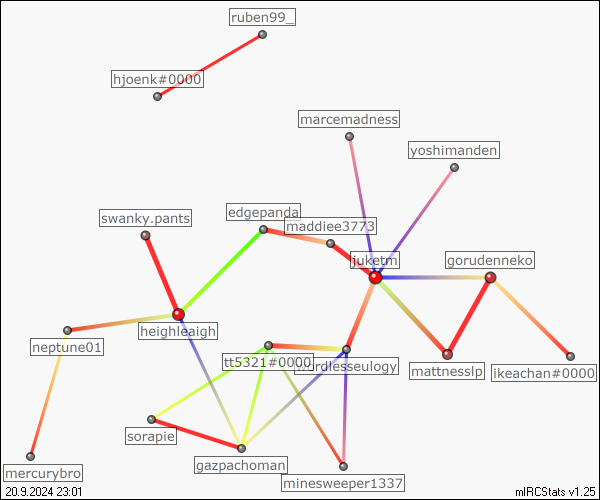 ruben99_
hjoenk#0000
marcemadness
yoshimanden
swanky.pants
edgepanda
maddiee3773
juketm
gorudenneko
heighleaigh
neptune01
tt5321#0000
wordlesseulogy
mattnesslp
ikeachan#0000
sorapie
gazpachoman
mercurybro
minesweeper1337
20.9.2024 23:01
mIRCStats v1.25